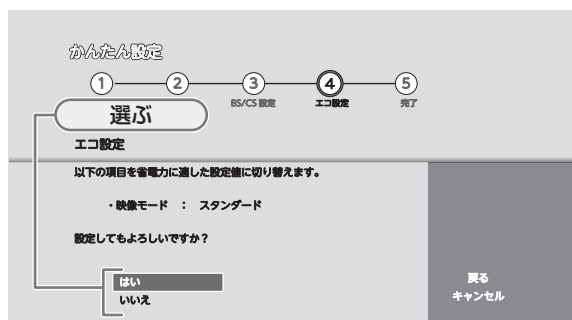 かんたん設定
1 2 3 4 5
選ぶ BS/CS 設定 エコ設定 完了
エコ設定
以下の項目を省電力に適した設定値に切り替えます。
・映像モード ： スタンダード
設定してもよろしいですか？
はい
いいえ
戻る
キャンセル